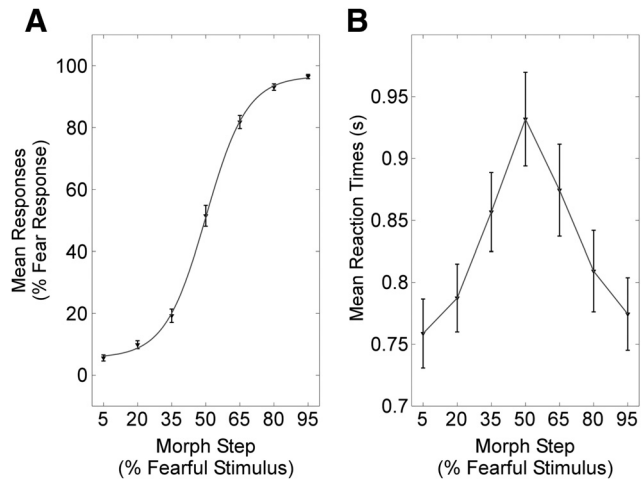 A
B
Mean Responses
(% Fear Response)
100
80
60
40
20
0
5 20 35 50 65 80 95
Morph Step
(% Fearful Stimulus)
Mean Reaction Times (s)
0.95
0.9
0.85
0.8
0.75
0.7
5 20 35 50 65 80 95
Morph Step
(% Fearful Stimulus)